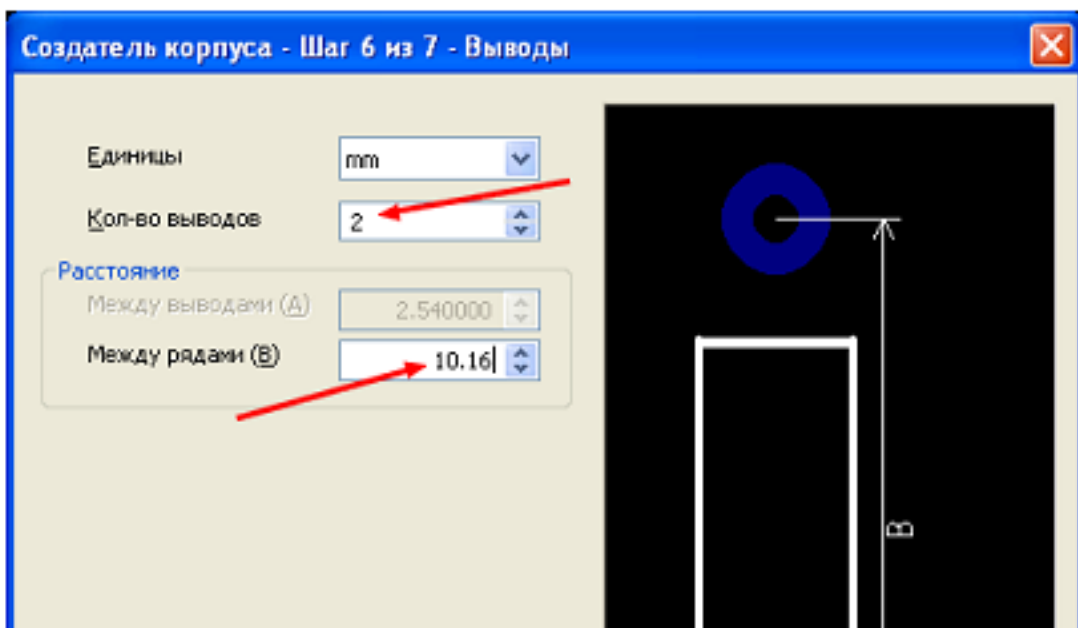 Создатель корпуса - Шаг 6 из 7 - Выводы
Единицы mm
Кол-во выводов 2
Расстояние
Между выводами (A) 2.540000
Между рядами (B) 10.16
B